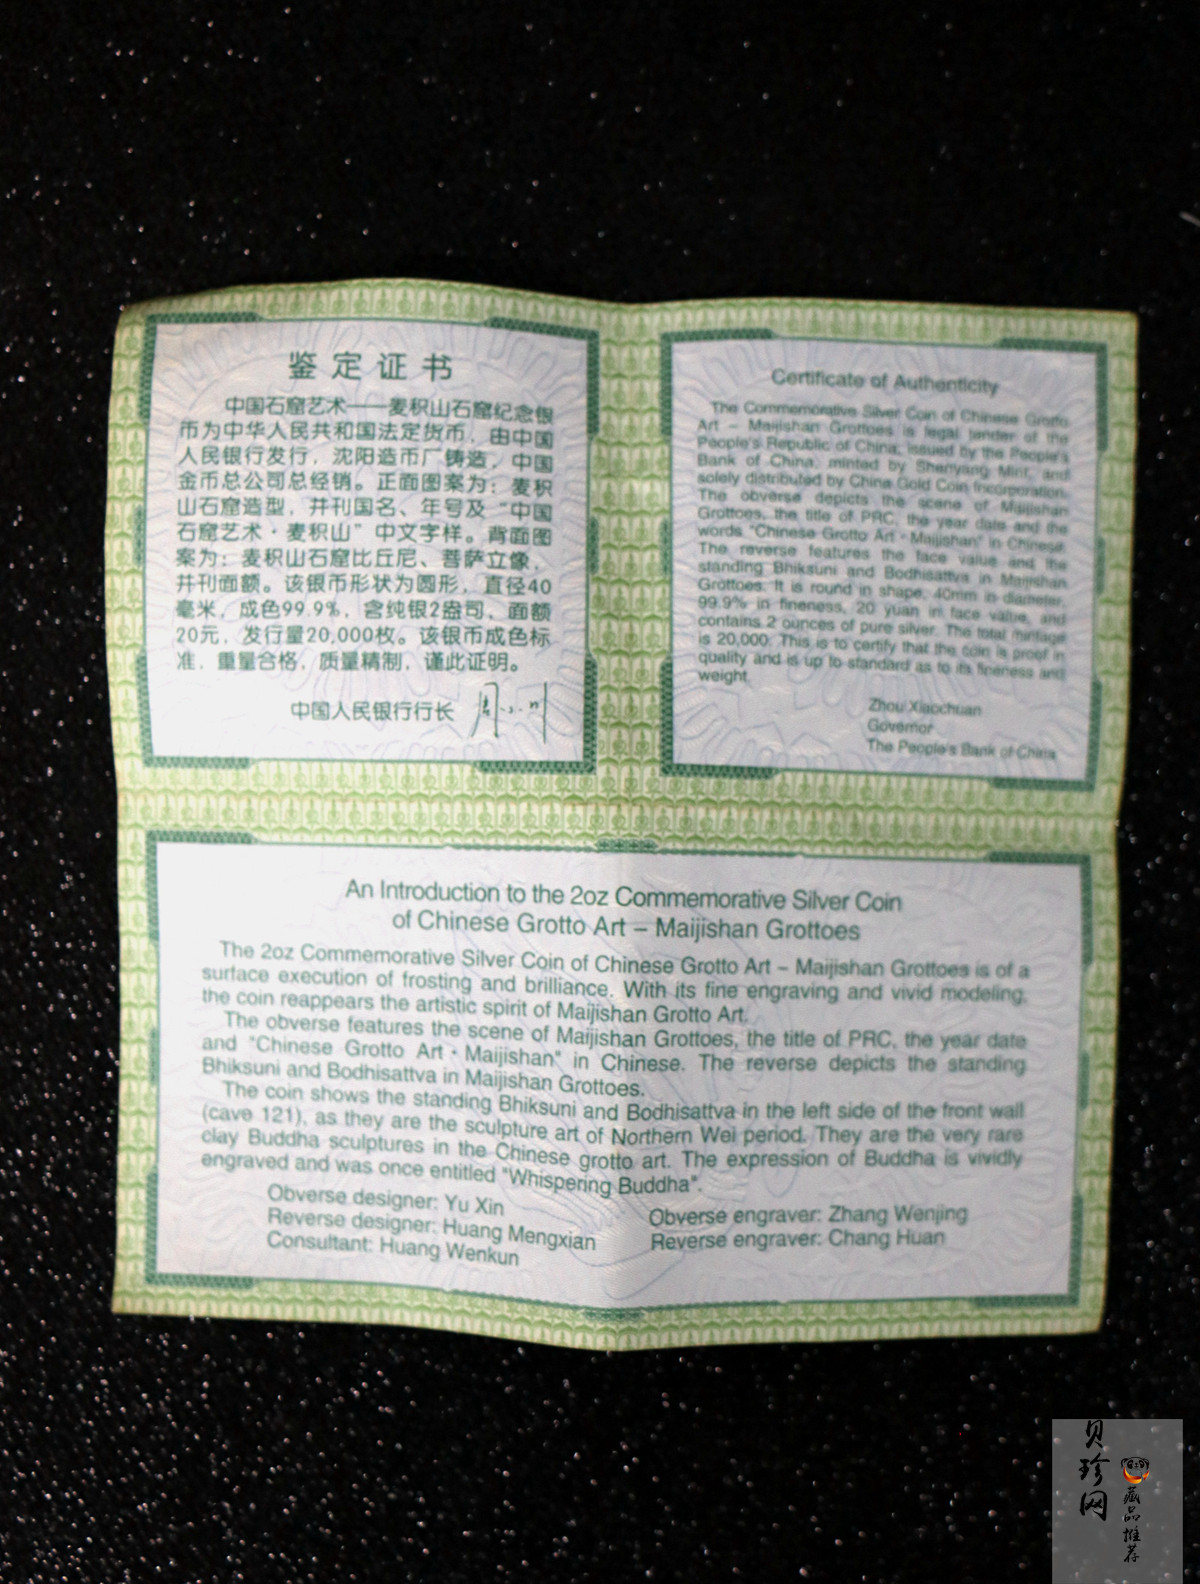 鉴定证书
中国石窟艺术——麦积山石窟纪念银
币为中华人民共和国法定货币，由中国
人民银行发行，沈阳造币厂铸造，中国
金币总公司总经销。正面图案为：麦积
山石窟造型，并刊国名、年号及“中国
石窟艺术·麦积山”中文字样。背面图
案为：麦积山石窟比丘尼、菩萨立像，
并刊面额。该银币形状为圆形，直径40
毫米，成色99.9%，含纯银2盎司，面额
20元，发行量20,000枚。该银币成色标
准，重量合格，质量精制，谨此证明。
中国人民银行行长 周小川
Certificate of Authenticity
The Commemorative Silver Coin of Chinese Grotto
Art – Maijishan Grottoes is legal tender of the
People's Republic of China, issued by the People's
Bank of China, minted by Shenyang Mint, and
solely distributed by China Gold Coin Incorporation.
The obverse depicts the scene of Maijishan
Grottoes, the title of PRC, the year date and the
words "Chinese Grotto Art·Maijishan" in Chinese.
The reverse features the face value and the
standing Bhiksuni and Bodhisattva in Maijishan
Grottoes. It is round in shape, 40mm in diameter,
99.9% in fineness, 20 yuan in face value, and
contains 2 ounces of pure silver. The total mintage
is 20,000. This is to certify that the coin is proof in
quality and is up to standard as to its fineness and
weight.
Zhou Xiaochuan
Governor
The People's Bank of China
An Introduction to the 2oz Commemorative Silver Coin
of Chinese Grotto Art – Maijishan Grottoes
The 2oz Commemorative Silver Coin of Chinese Grotto Art – Maijishan Grottoes is of a
surface execution of frosting and brilliance. With its fine engraving and vivid modeling,
the coin reappears the artistic spirit of Maijishan Grotto Art.
The obverse features the scene of Maijishan Grottoes, the title of PRC, the year date
and "Chinese Grotto Art·Maijishan" in Chinese. The reverse depicts the standing
Bhiksuni and Bodhisattva in Maijishan Grottoes.
The coin shows the standing Bhiksuni and Bodhisattva in the left side of the front wall
(cave 121), as they are the sculpture art of Northern Wei period. They are the very rare
clay Buddha sculptures in the Chinese grotto art. The expression of Buddha is vividly
engraved and was once entitled "Whispering Buddha".
Obverse designer: Yu Xin
Reverse designer: Huang Mengxian
Consultant: Huang Wenkun
Obverse engraver: Zhang Wenjing
Reverse engraver: Chang Huan
贝珍网
藏品推荐